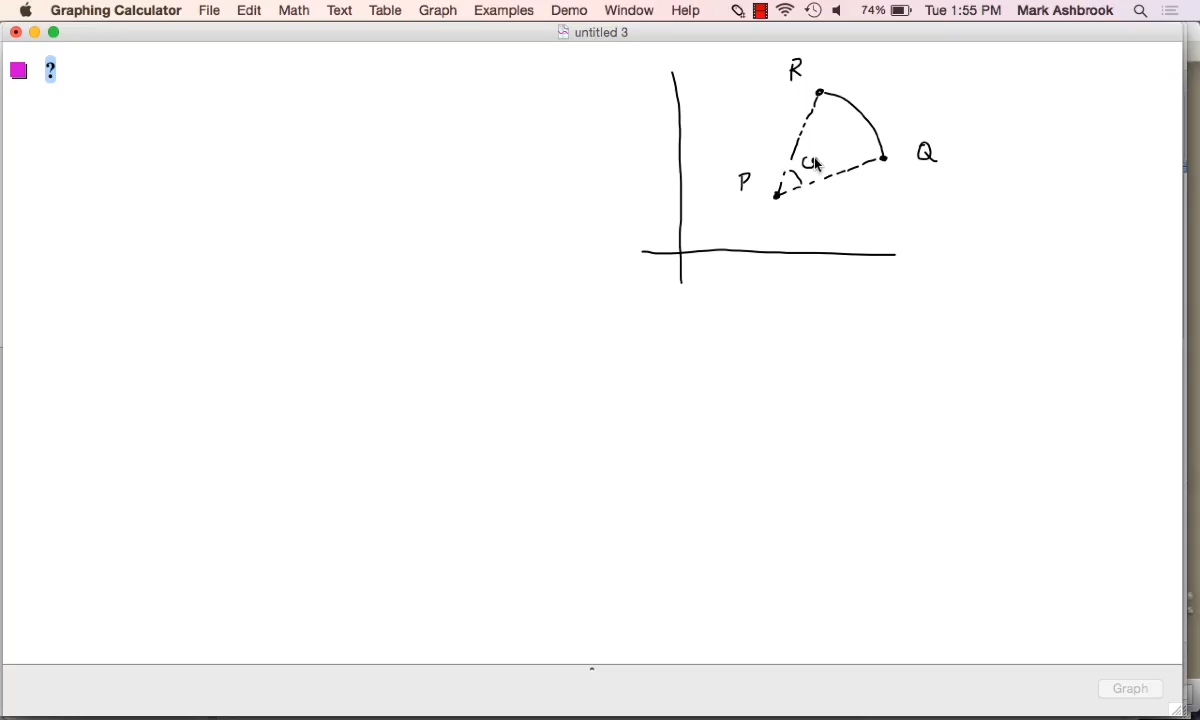 Graphing Calculator File Edit Math Text Table Graph Examples Demo Window Help 74% Tue 1:55 PM Mark Ashbrook
untitled 3
?
R
Q
P
Graph